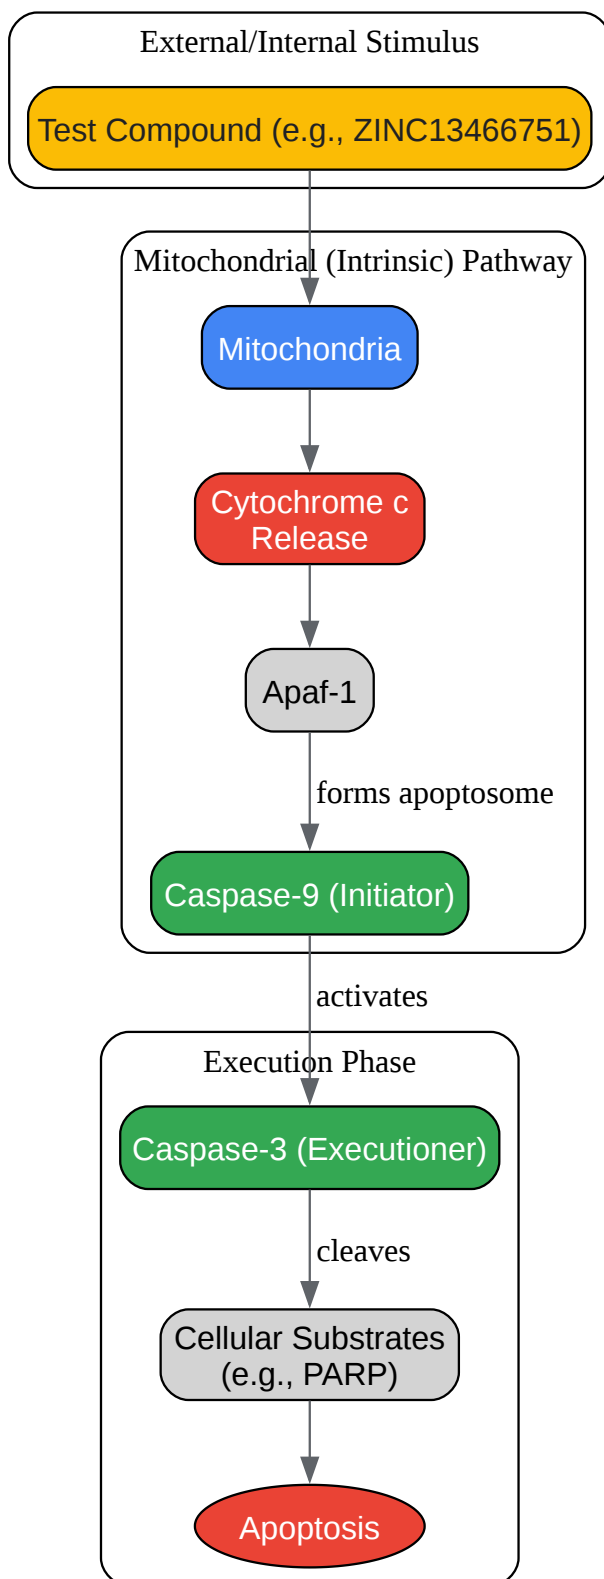 External/Internal Stimulus
Test Compound (e.g., ZINC13466751)
Mitochondrial (Intrinsic) Pathway
Mitochondria
Cytochrome c
Release
Apaf-1
forms apoptosome
Caspase-9 (Initiator)
activates
Execution Phase
Caspase-3 (Executioner)
cleaves
Cellular Substrates
(e.g., PARP)
Apoptosis